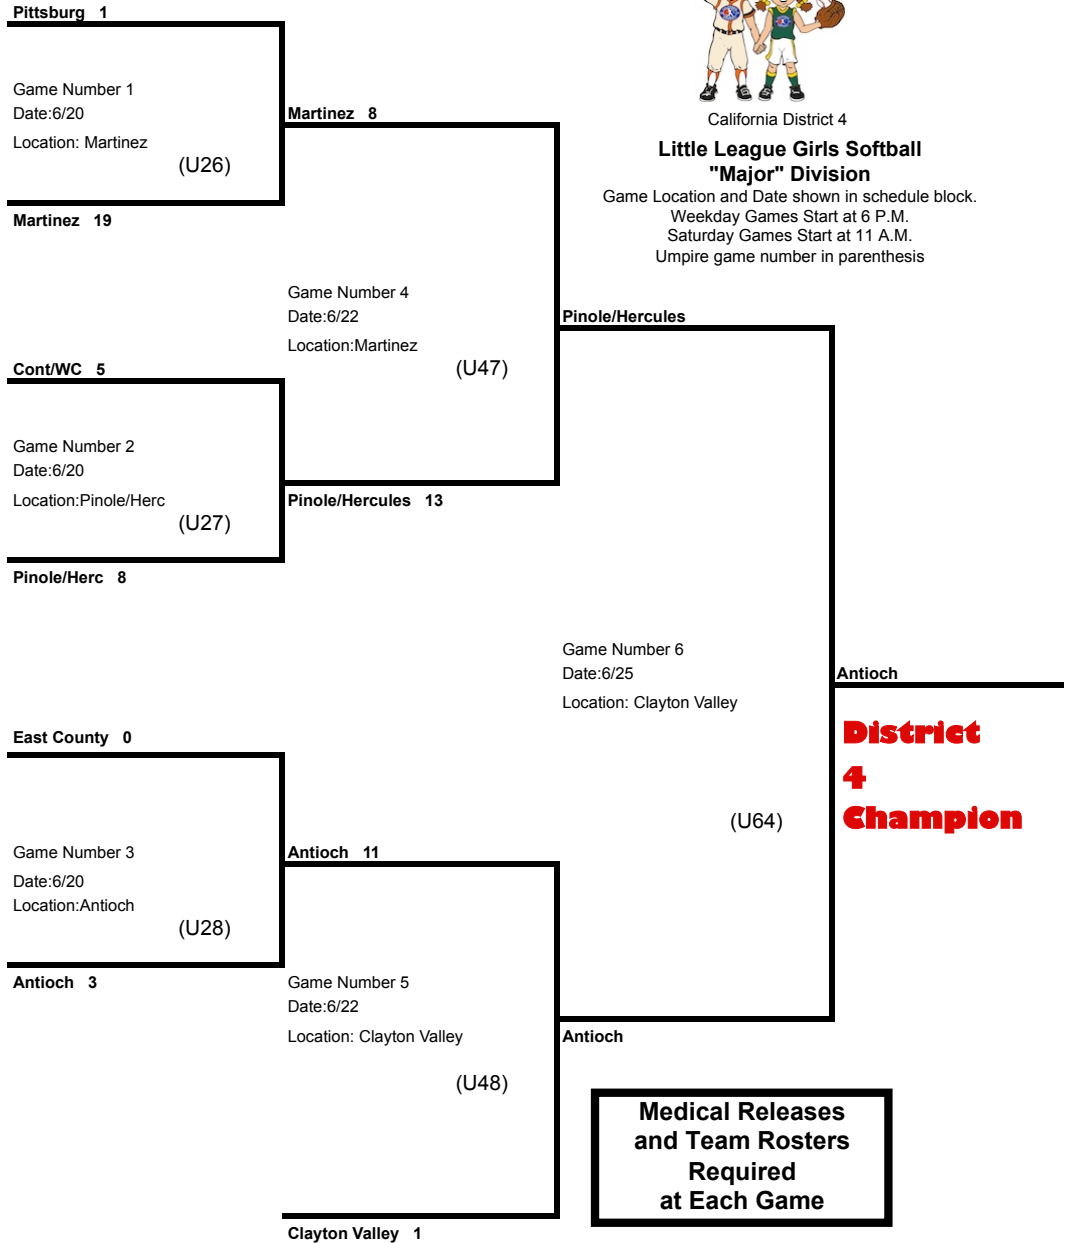 Pittsburg 1
Game Number 1
Date:6/20
Location: Martinez
(U26)
Martinez 19
Martinez 8
California District 4
Little League Girls Softball
"Major" Division
Game Location and Date shown in schedule block.
Weekday Games Start at 6 P.M.
Saturday Games Start at 11 A.M.
Umpire game number in parenthesis
Game Number 4
Date:6/22
Location:Martinez
(U47)
Pinole/Hercules
Cont/WC 5
Game Number 2
Date:6/20
Location:Pinole/Herc
(U27)
Pinole/Herc 8
Pinole/Hercules 13
Game Number 6
Date:6/25
Location: Clayton Valley
(U64)
Antioch
District
4
Champion
East County 0
Game Number 3
Date:6/20
Location:Antioch
(U28)
Antioch 3
Antioch 11
Game Number 5
Date:6/22
Location: Clayton Valley
(U48)
Antioch
Clayton Valley 1
Medical Releases
and Team Rosters
Required
at Each Game